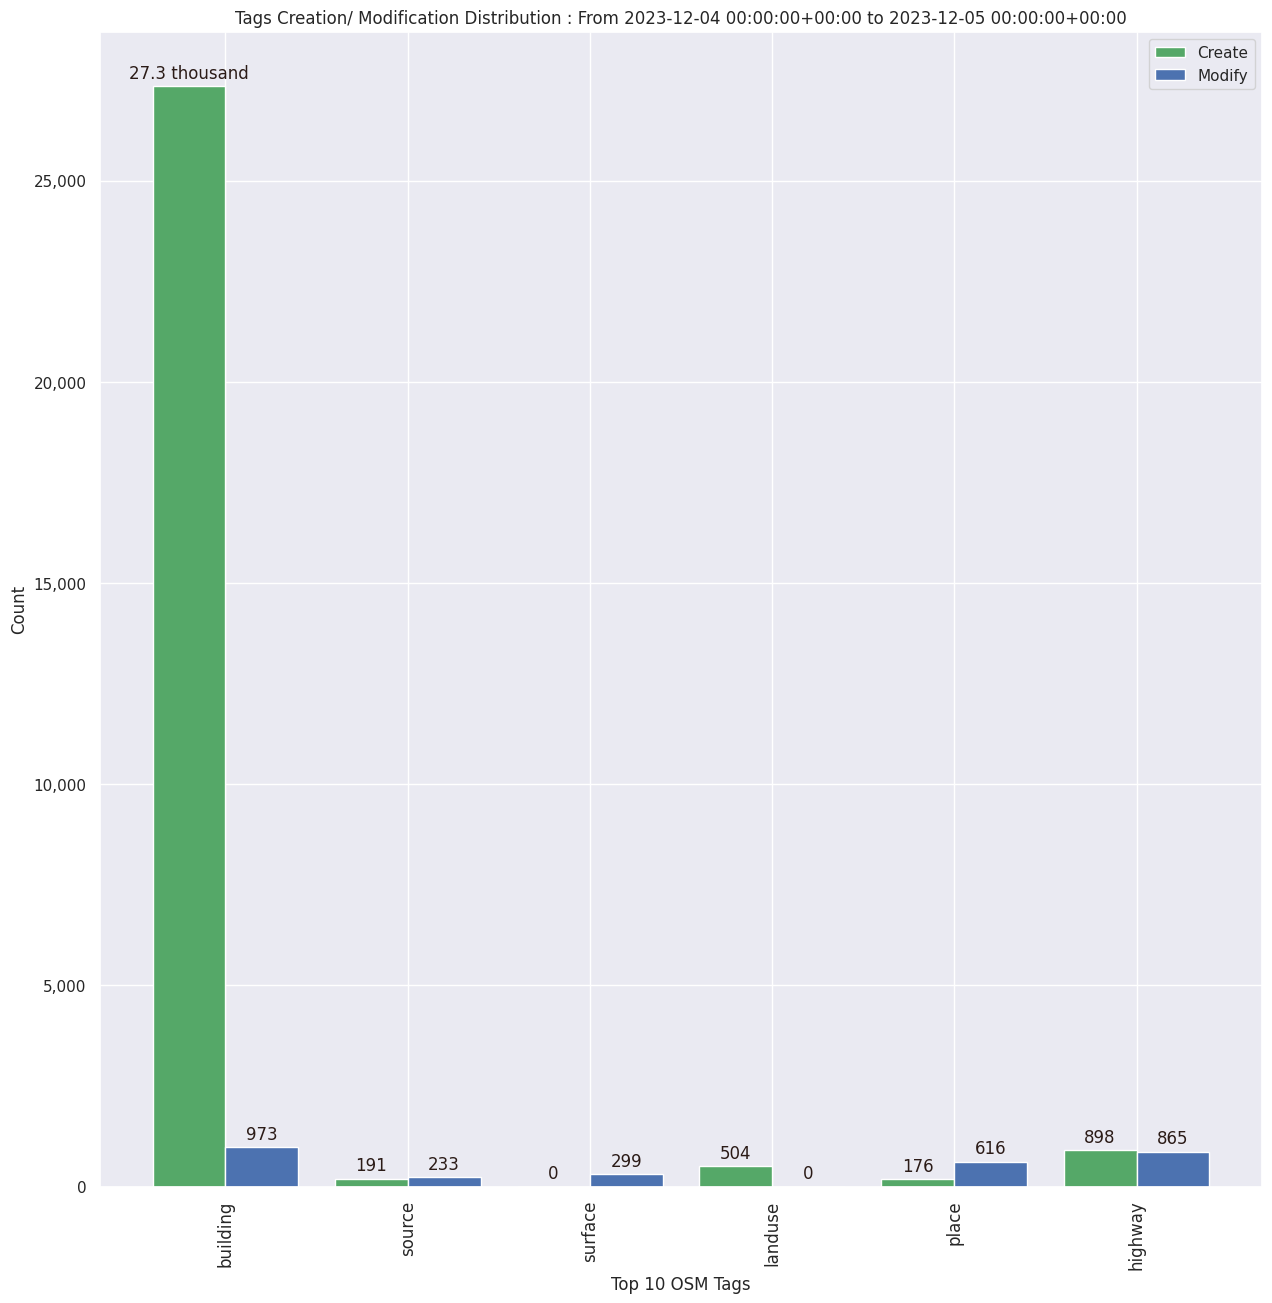 Tags Creation/ Modification Distribution : From 2023-12-04 00:00:00+00:00 to 2023-12-05 00:00:00+00:00
Create
Modify
27.3 thousand
25,000
20,000
15,000
10,000
5,000
0
Count
973
191
233
0
299
504
0
176
616
898
865
building
source
surface
landuse
place
highway
Top 10 OSM Tags